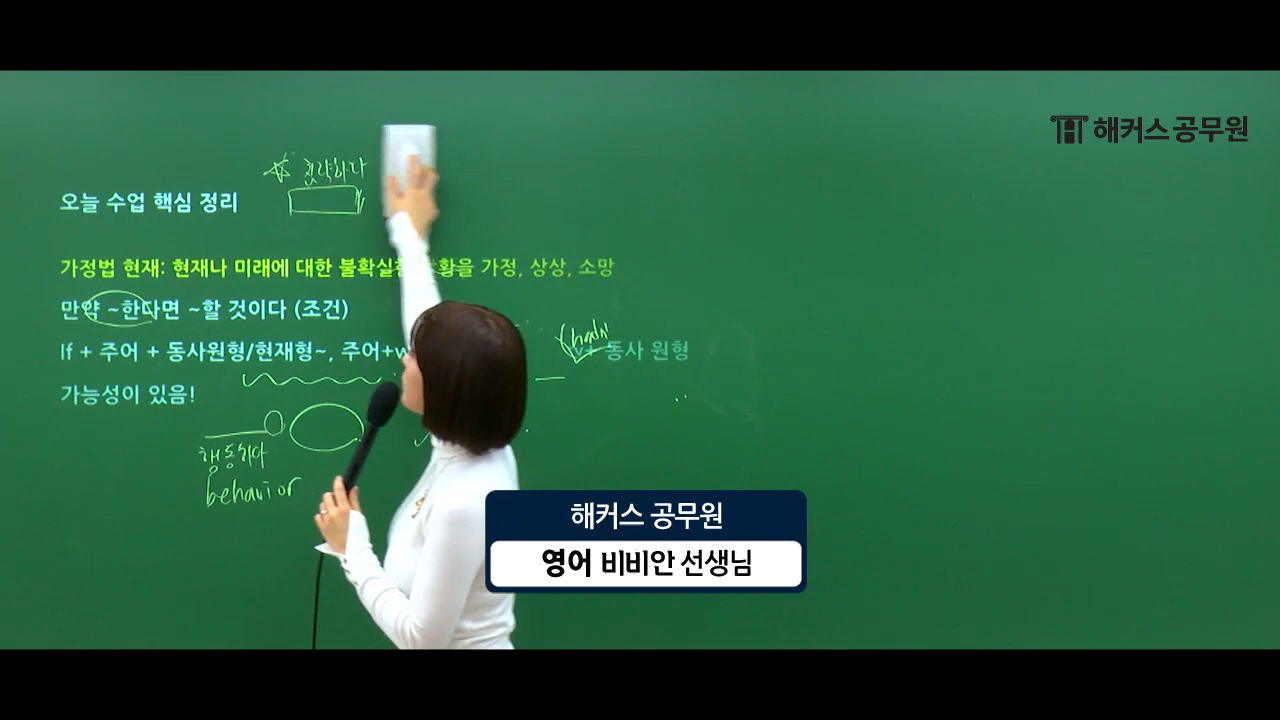 해커스 공무원
오늘 수업 핵심 정리
가정법 현재: 현재나 미래에 대한 불확실한 상황을 가정, 상상, 소망
만약 ~한다면 ~할 것이다 (조건)
If + 주어 + 동사원형/현재형~, 주어+w 동사 원형
가능성이 있음!
행동하다
behavior
해커스 공무원
영어 비비안 선생님